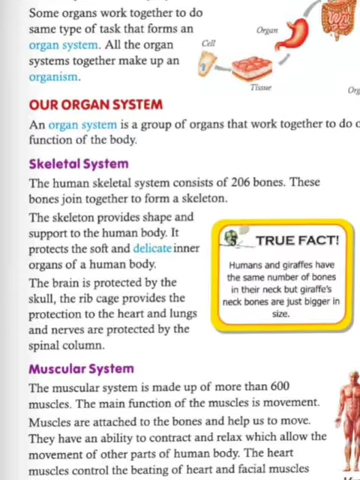 Some organs work together to do
same type of task that forms an
organ system. All the organ
systems together make up an
organism.
Organ
Cell
Tissue
OUR ORGAN SYSTEM
An organ system is a group of organs that work together to do
function of the body.
Skeletal System
The human skeletal system consists of 206 bones. These
bones join together to form a skeleton.
The skeleton provides shape and
support to the human body. It
protects the soft and delicate inner
organs of a human body.
The brain is protected by the
skull, the rib cage provides the
protection to the heart and lungs
and nerves are protected by the
spinal column.
TRUE FACT!
Humans and giraffes have
the same number of bones
in their neck but giraffe's
neck bones are just bigger in
size.
Muscular System
The muscular system is made up of more than 600
muscles. The main function of the muscles is movement.
Muscles are attached to the bones and help us to move.
They have an ability to contract and relax which allow the
movement of other parts of human body. The heart
muscles control the beating of heart and facial muscles